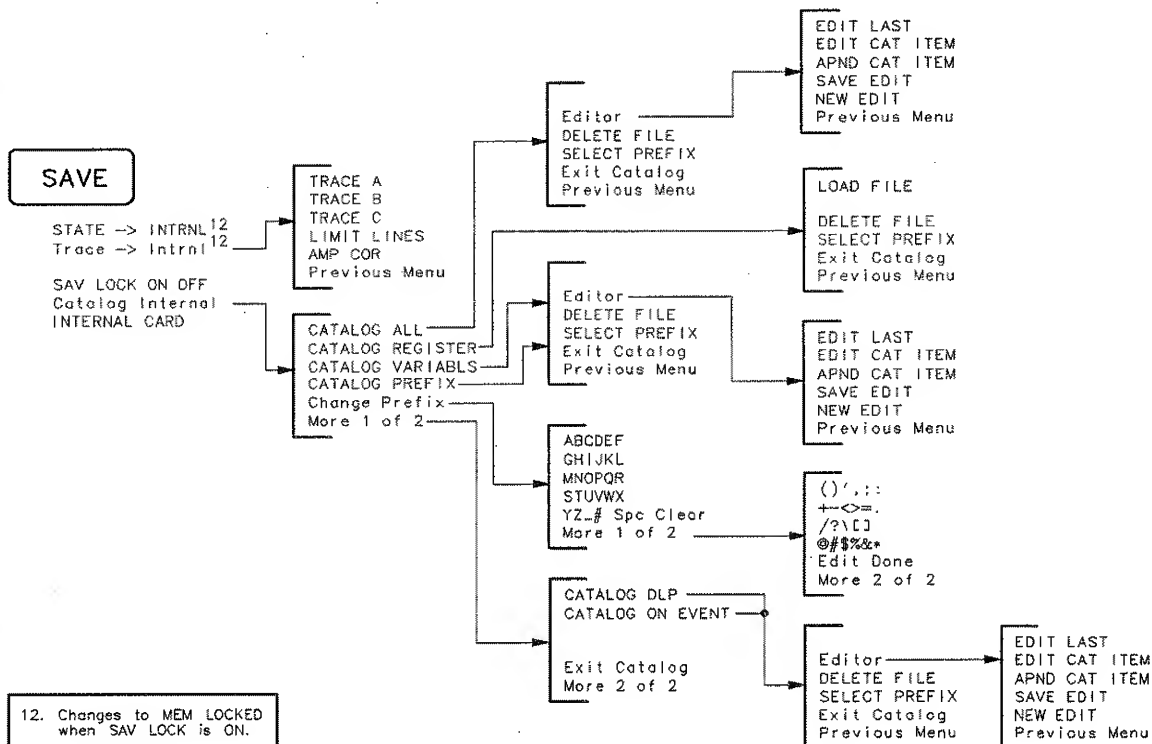 SAVE
STATE -> INTRNL12
Trace -> Intrnl12
SAV LOCK ON OFF
Catalog Internal
INTERNAL CARD
TRACE A
TRACE B
TRACE C
LIMIT LINES
AMP COR
Previous Menu
CATALOG ALL
CATALOG REGISTER
CATALOG VARIABLS
CATALOG PREFIX
Change Prefix
More 1 of 2
Editor
DELETE FILE
SELECT PREFIX
Exit Catalog
Previous Menu
EDIT LAST
EDIT CAT ITEM
APND CAT ITEM
SAVE EDIT
NEW EDIT
Previous Menu
LOAD FILE
DELETE FILE
SELECT PREFIX
Exit Catalog
Previous Menu
Editor
DELETE FILE
SELECT PREFIX
Exit Catalog
Previous Menu
EDIT LAST
EDIT CAT ITEM
APND CAT ITEM
SAVE EDIT
NEW EDIT
Previous Menu
ABCDEF
GHIJKL
MNOPQR
STUVWX
YZ_# Spc Clear
More 1 of 2
()',;:
+-<>=.
/?\[]
@#$%&*
Edit Done
More 2 of 2
CATALOG DLP
CATALOG ON EVENT
Exit Catalog
More 2 of 2
Editor
DELETE FILE
SELECT PREFIX
Exit Catalog
Previous Menu
EDIT LAST
EDIT CAT ITEM
APND CAT ITEM
SAVE EDIT
NEW EDIT
Previous Menu
12. Changes to MEM LOCKED
when SAV LOCK is ON.